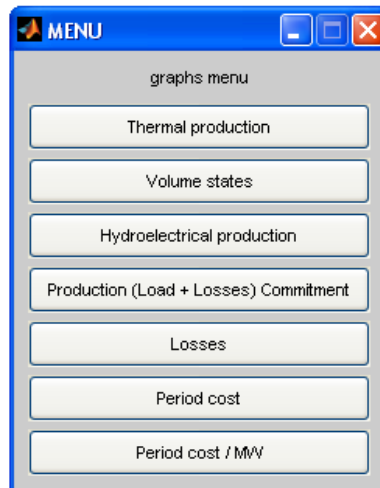 MENU
graphs menu
Thermal production
Volume states
Hydroelectrical production
Production (Load + Losses) Commitment
Losses
Period cost
Period cost / MW